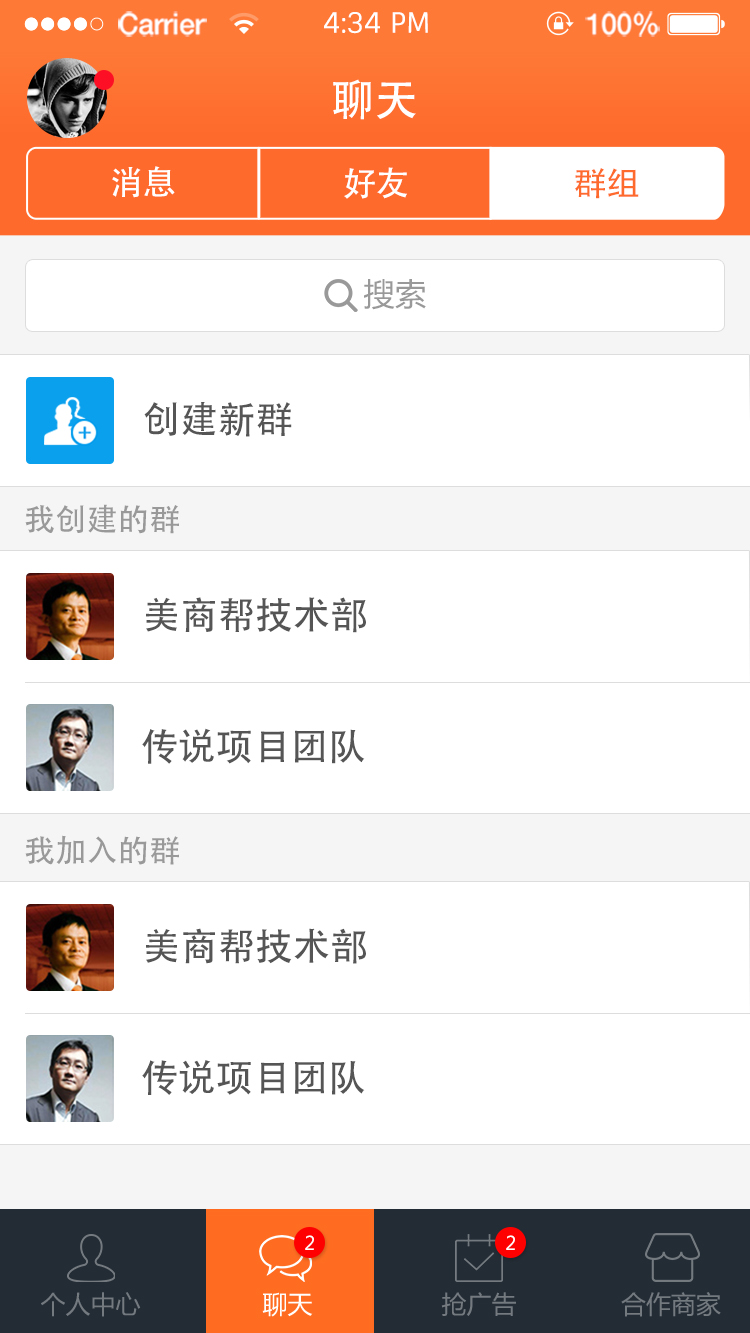 Carrier 4:34 PM 100%
聊天
消息 好友 群组
搜索
创建新群
我创建的群
美商帮技术部
传说项目团队
我加入的群
美商帮技术部
传说项目团队
2 2
个人中心 聊天 抢广告 合作商家